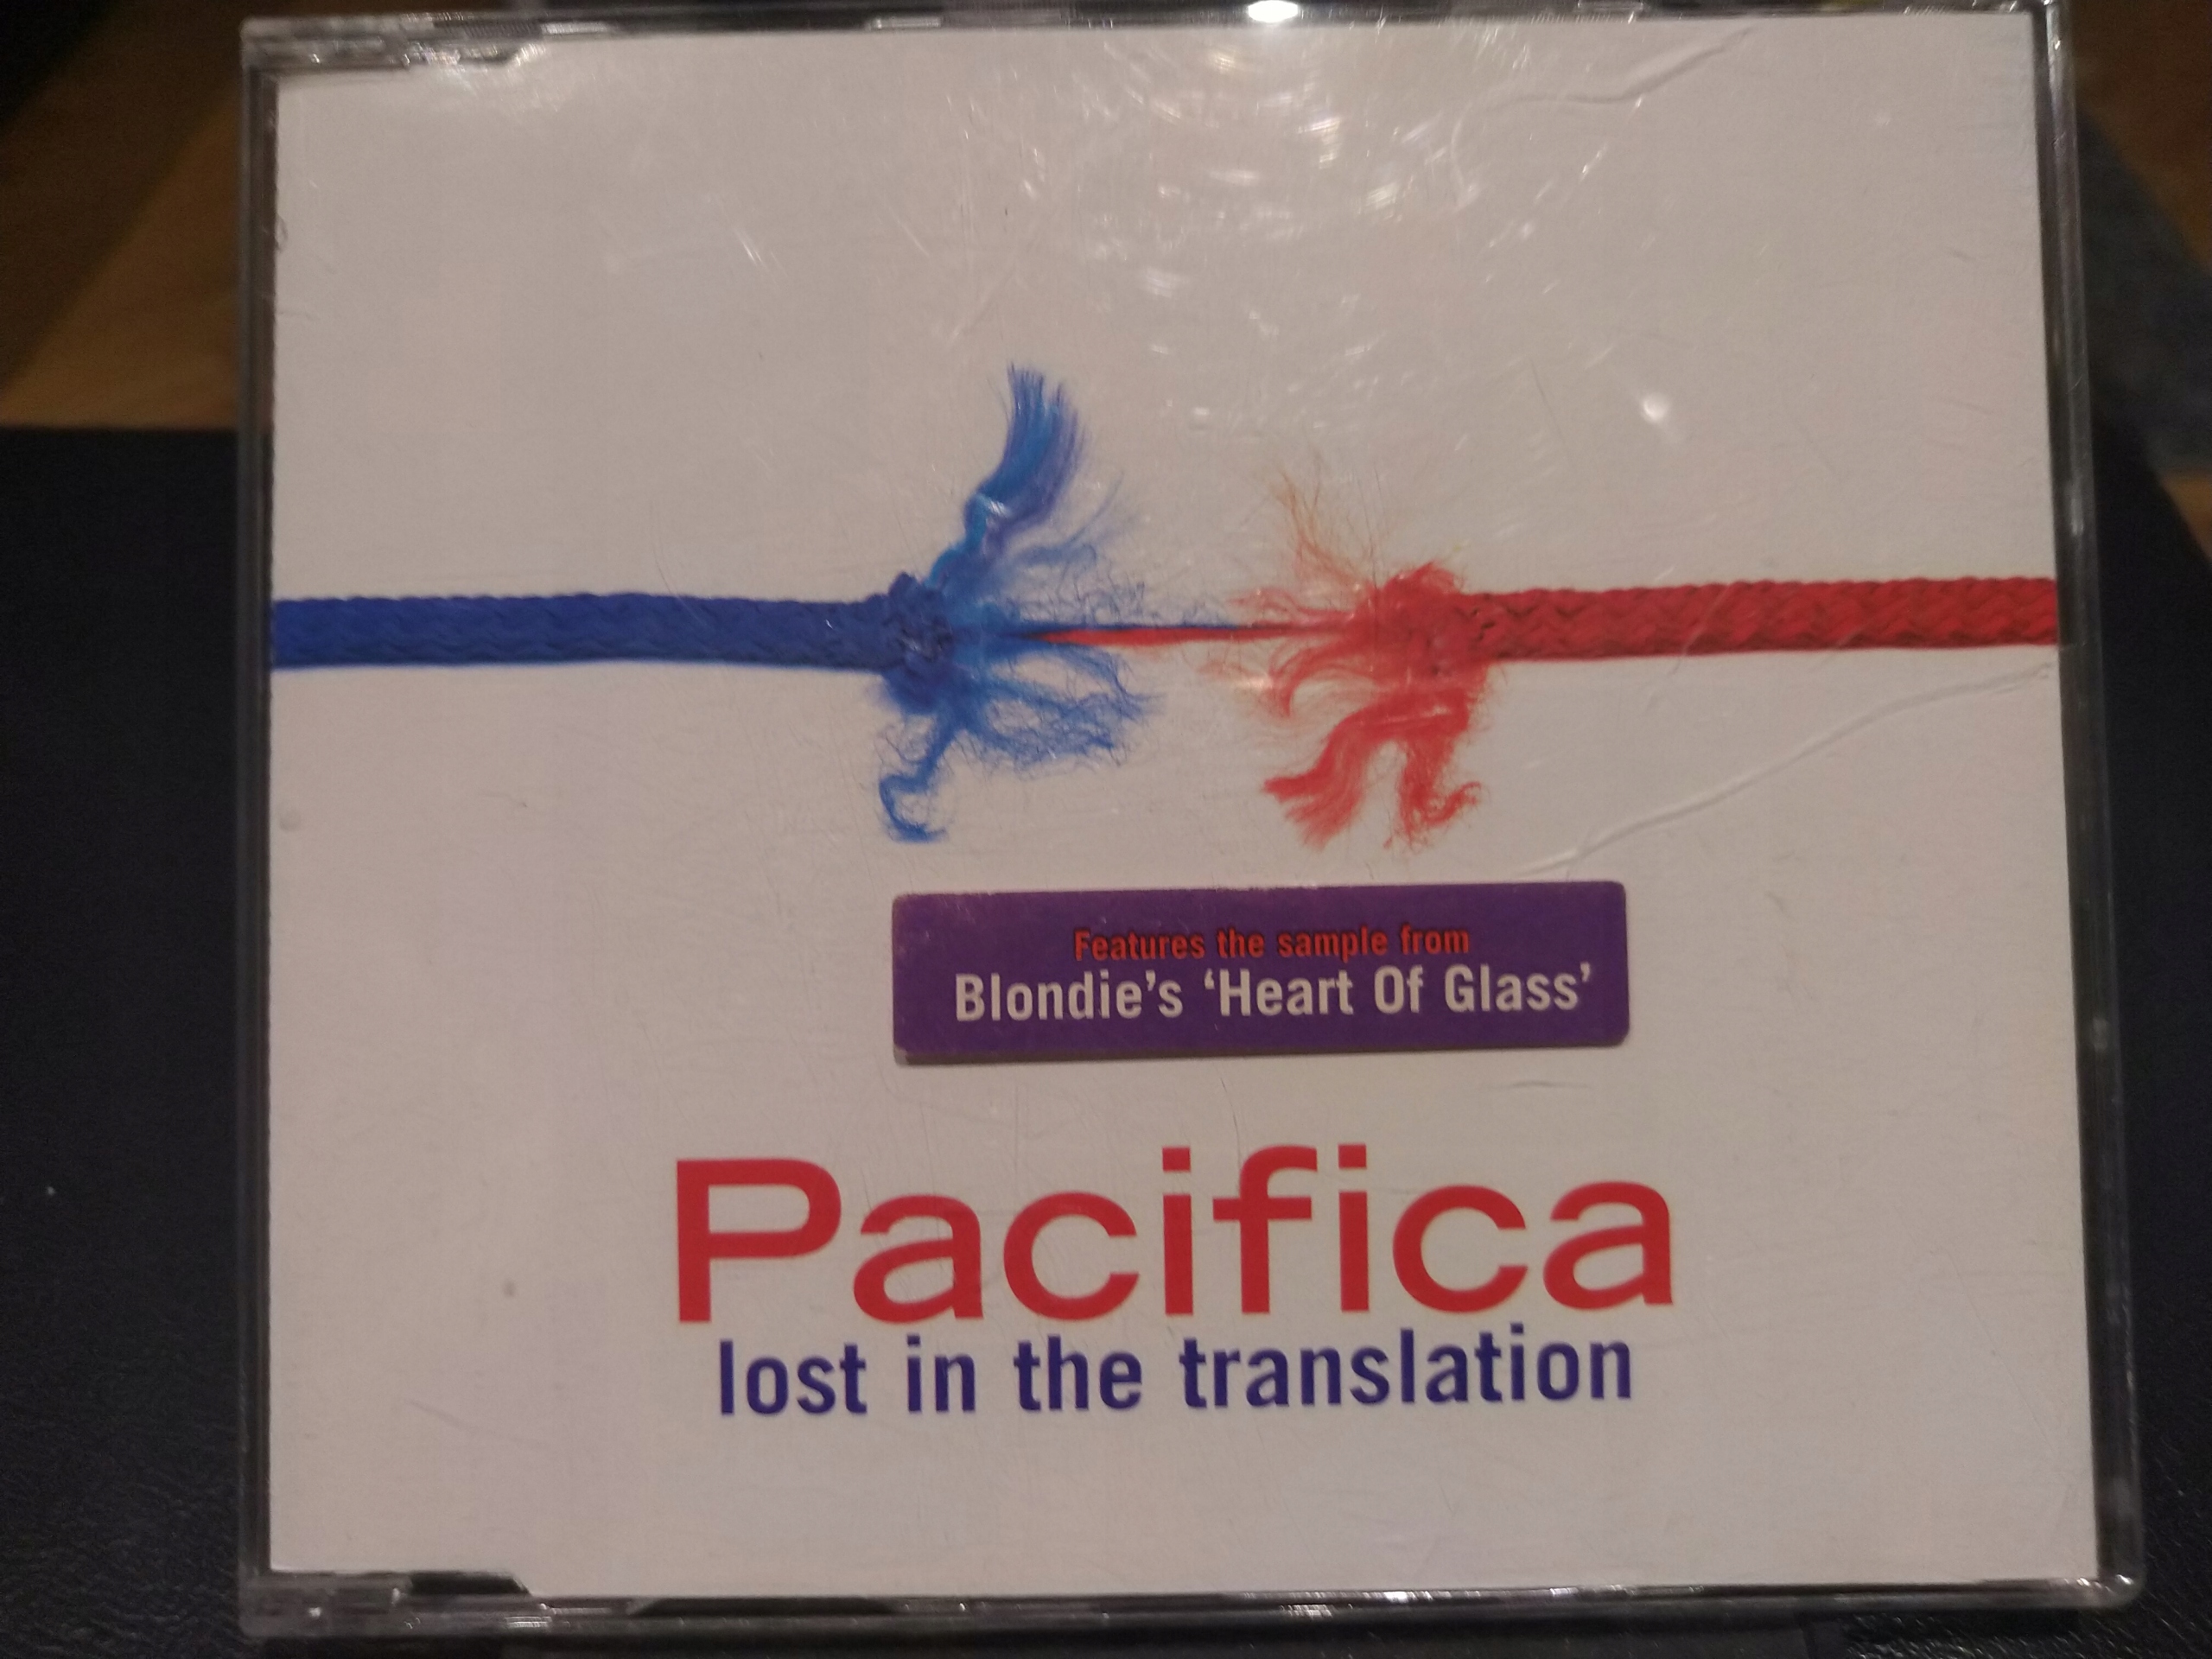 Features the sample from
Blondie's 'Heart Of Glass'
Pacifica
lost in the translation